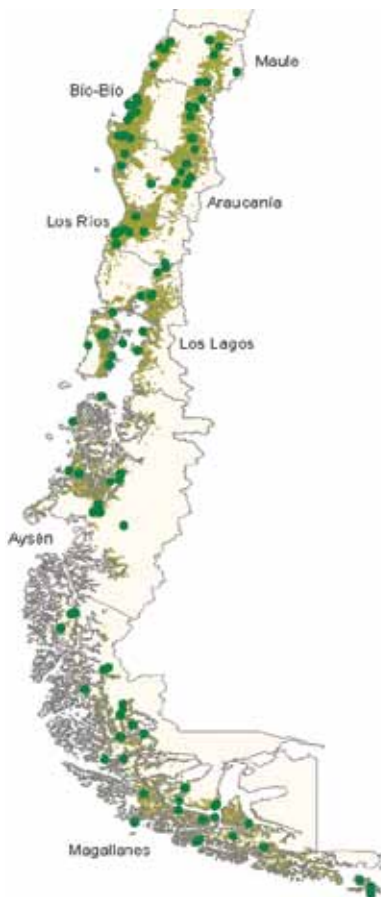 Maule
Bío-Bío
Araucanía
Los Ríos
Los Lagos
Aysén
Magallanes